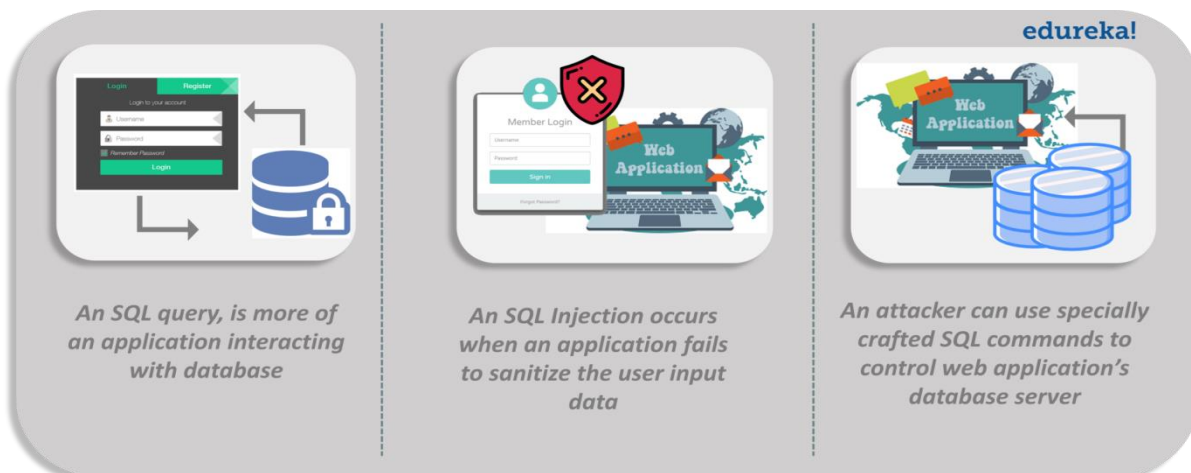 edureka!
Login Register
Login to your account
Username
Password
Remember Password
Login
An SQL query, is more of
an application interacting
with database
Member Login
Username
Password
Sign in
Forgot Password?
Web
Application
An SQL Injection occurs
when an application fails
to sanitize the user input
data
Web
Application
An attacker can use specially
crafted SQL commands to
control web application's
database server